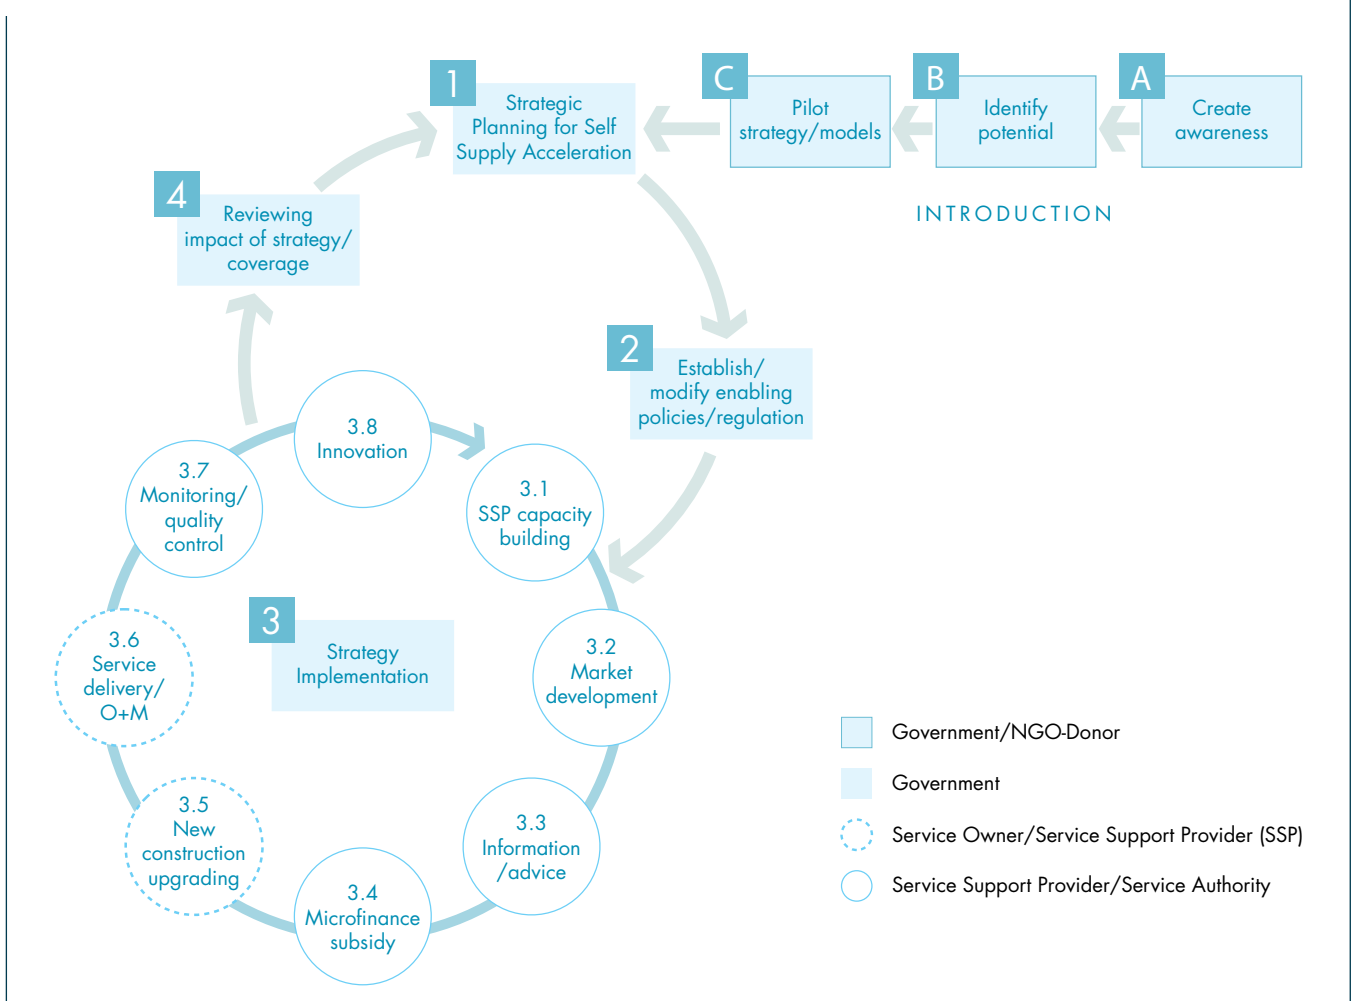 1
Strategic
Planning for Self
Supply Acceleration
C
Pilot
strategy/models
B
Identify
potential
A
Create
awareness
INTRODUCTION
4
Reviewing
impact of strategy/
coverage
2
Establish/
modify enabling
policies/regulation
3.8
Innovation
3.7
Monitoring/
quality
control
3.1
SSP capacity
building
3
Strategy
Implementation
3.6
Service
delivery/
O+M
3.2
Market
development
3.5
New
construction
upgrading
3.3
Information
/advice
3.4
Microfinance
subsidy
Government/NGO-Donor
Government
Service Owner/Service Support Provider (SSP)
Service Support Provider/Service Authority